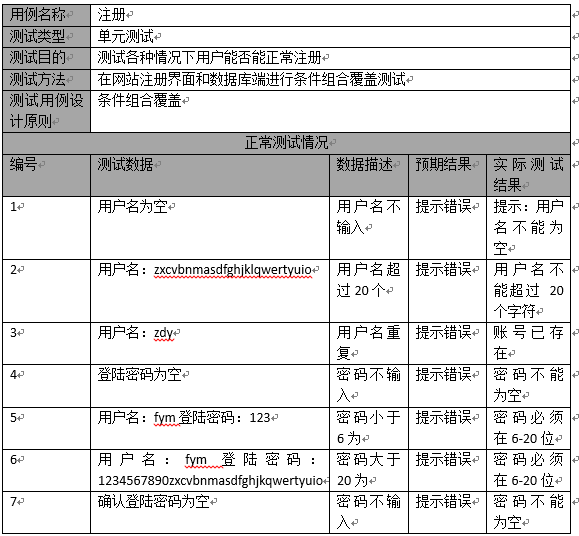 用例名称 注册
测试类型 单元测试
测试目的 测试各种情况下用户能否能正常注册
测试方法 在网站注册界面和数据库端进行条件组合覆盖测试
测试用例设 条件组合覆盖
计原则
正常测试情况
编号 测试数据 数据描述 预期结果 实际测试
结果
1 用户名为空 用户名不 提示错误 提示：用户
输入 名不能为
空
2 用户名：zxcvbnmasdfghjklqwertyuio 用户名超 提示错误 用户名不
过20个 能超过 20
个字符
3 用户名：zdy 用户名重 提示错误 账号已存
复 在
4 登陆密码为空 密码不输 提示错误 密码不能
入 为空
5 用户名：fym 登陆密码：123 密码小于 提示错误 密码必须
6为 在 6-20 位
6 用户名：fym 登陆密码： 密码大于 提示错误 密码必须
1234567890zxcvbnmasdfghjkqwertyuio 20为 在 6-20 位
7 确认登陆密码为空 密码不输 提示错误 密码不能
入 为空